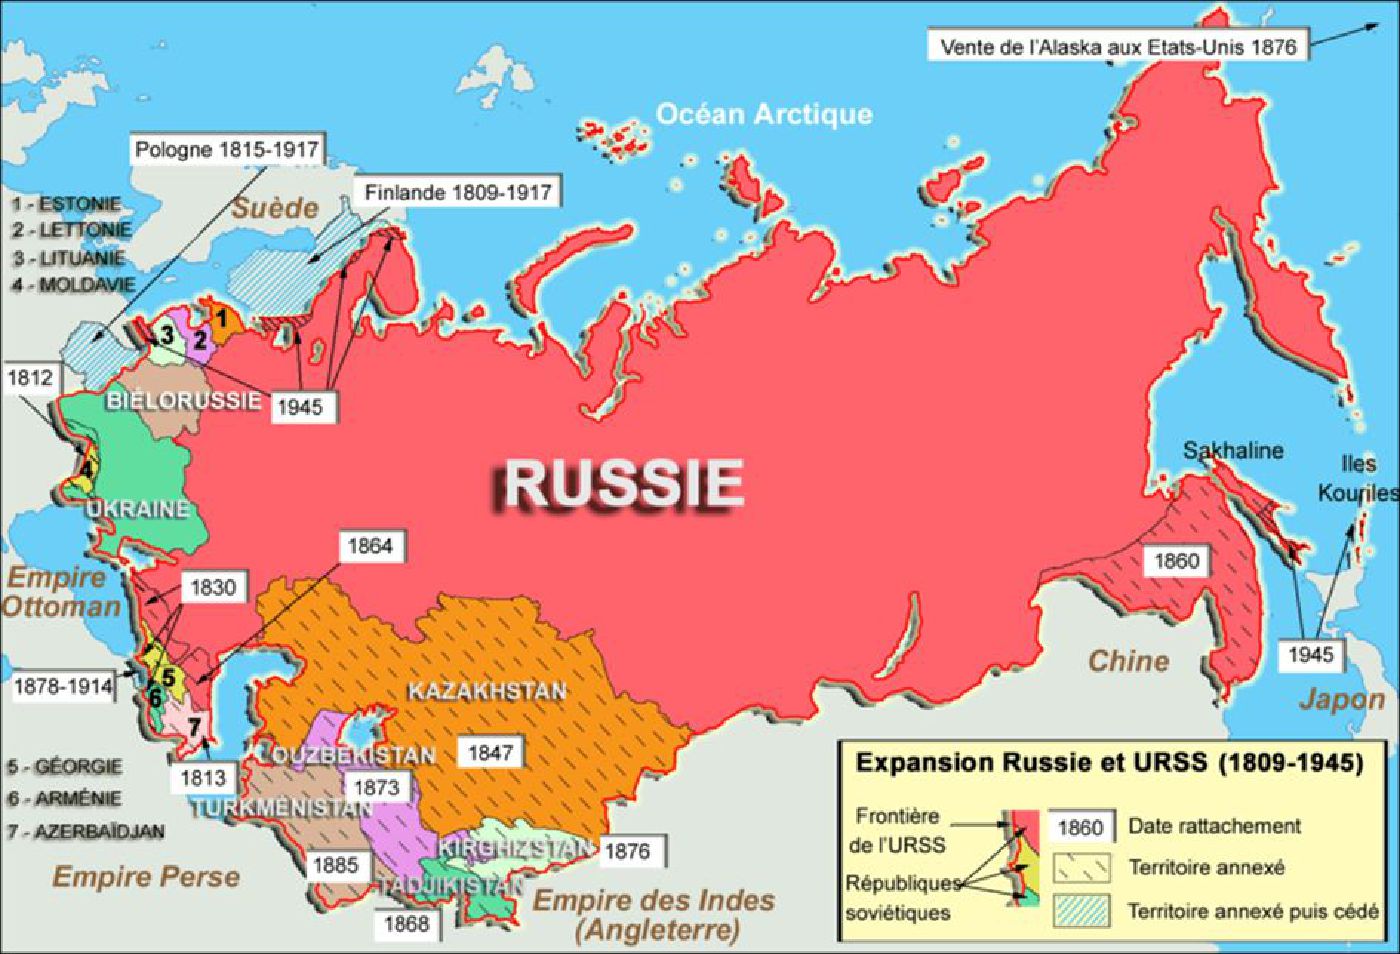 Vente de l'Alaska aux Etats-Unis 1876
Océan Arctique
Pologne 1815-1917
Finlande 1809-1917
Suède
1 - ESTONIE
2 - LETTONIE
3 - LITUANIE
4 - MOLDAVIE
1
2
3
1812
BIÉLORUSSIE
1945
4
UKRAINE
RUSSIE
Sakhaline
Iles
Kouriles
1864
1860
Empire
Ottoman
1830
1945
Chine
Japon
5
6
7
1878-1914
KAZAKHSTAN
1847
OUZBEKISTAN
1873
1813
TURKMÉNISTAN
5 - GÉORGIE
6 - ARMÉNIE
7 - AZERBAÏDJAN
KIRGHIZSTAN
1876
1885
TADJIKISTAN
1868
Empire Perse
Empire des Indes
(Angleterre)
Expansion Russie et URSS (1809-1945)
Frontière
de l'URSS
Républiques
soviétiques
1860
Date rattachement
Territoire annexé
Territoire annexé puis cédé